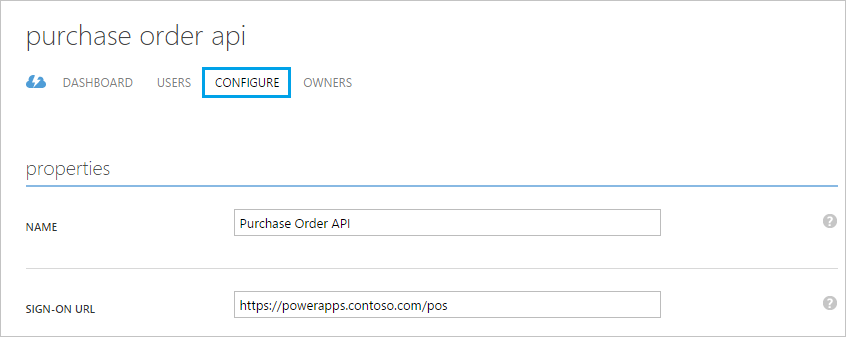 purchase order api
DASHBOARD USERS CONFIGURE OWNERS
properties
NAME Purchase Order API ?
SIGN-ON URL https://powerapps.contoso.com/pos ?